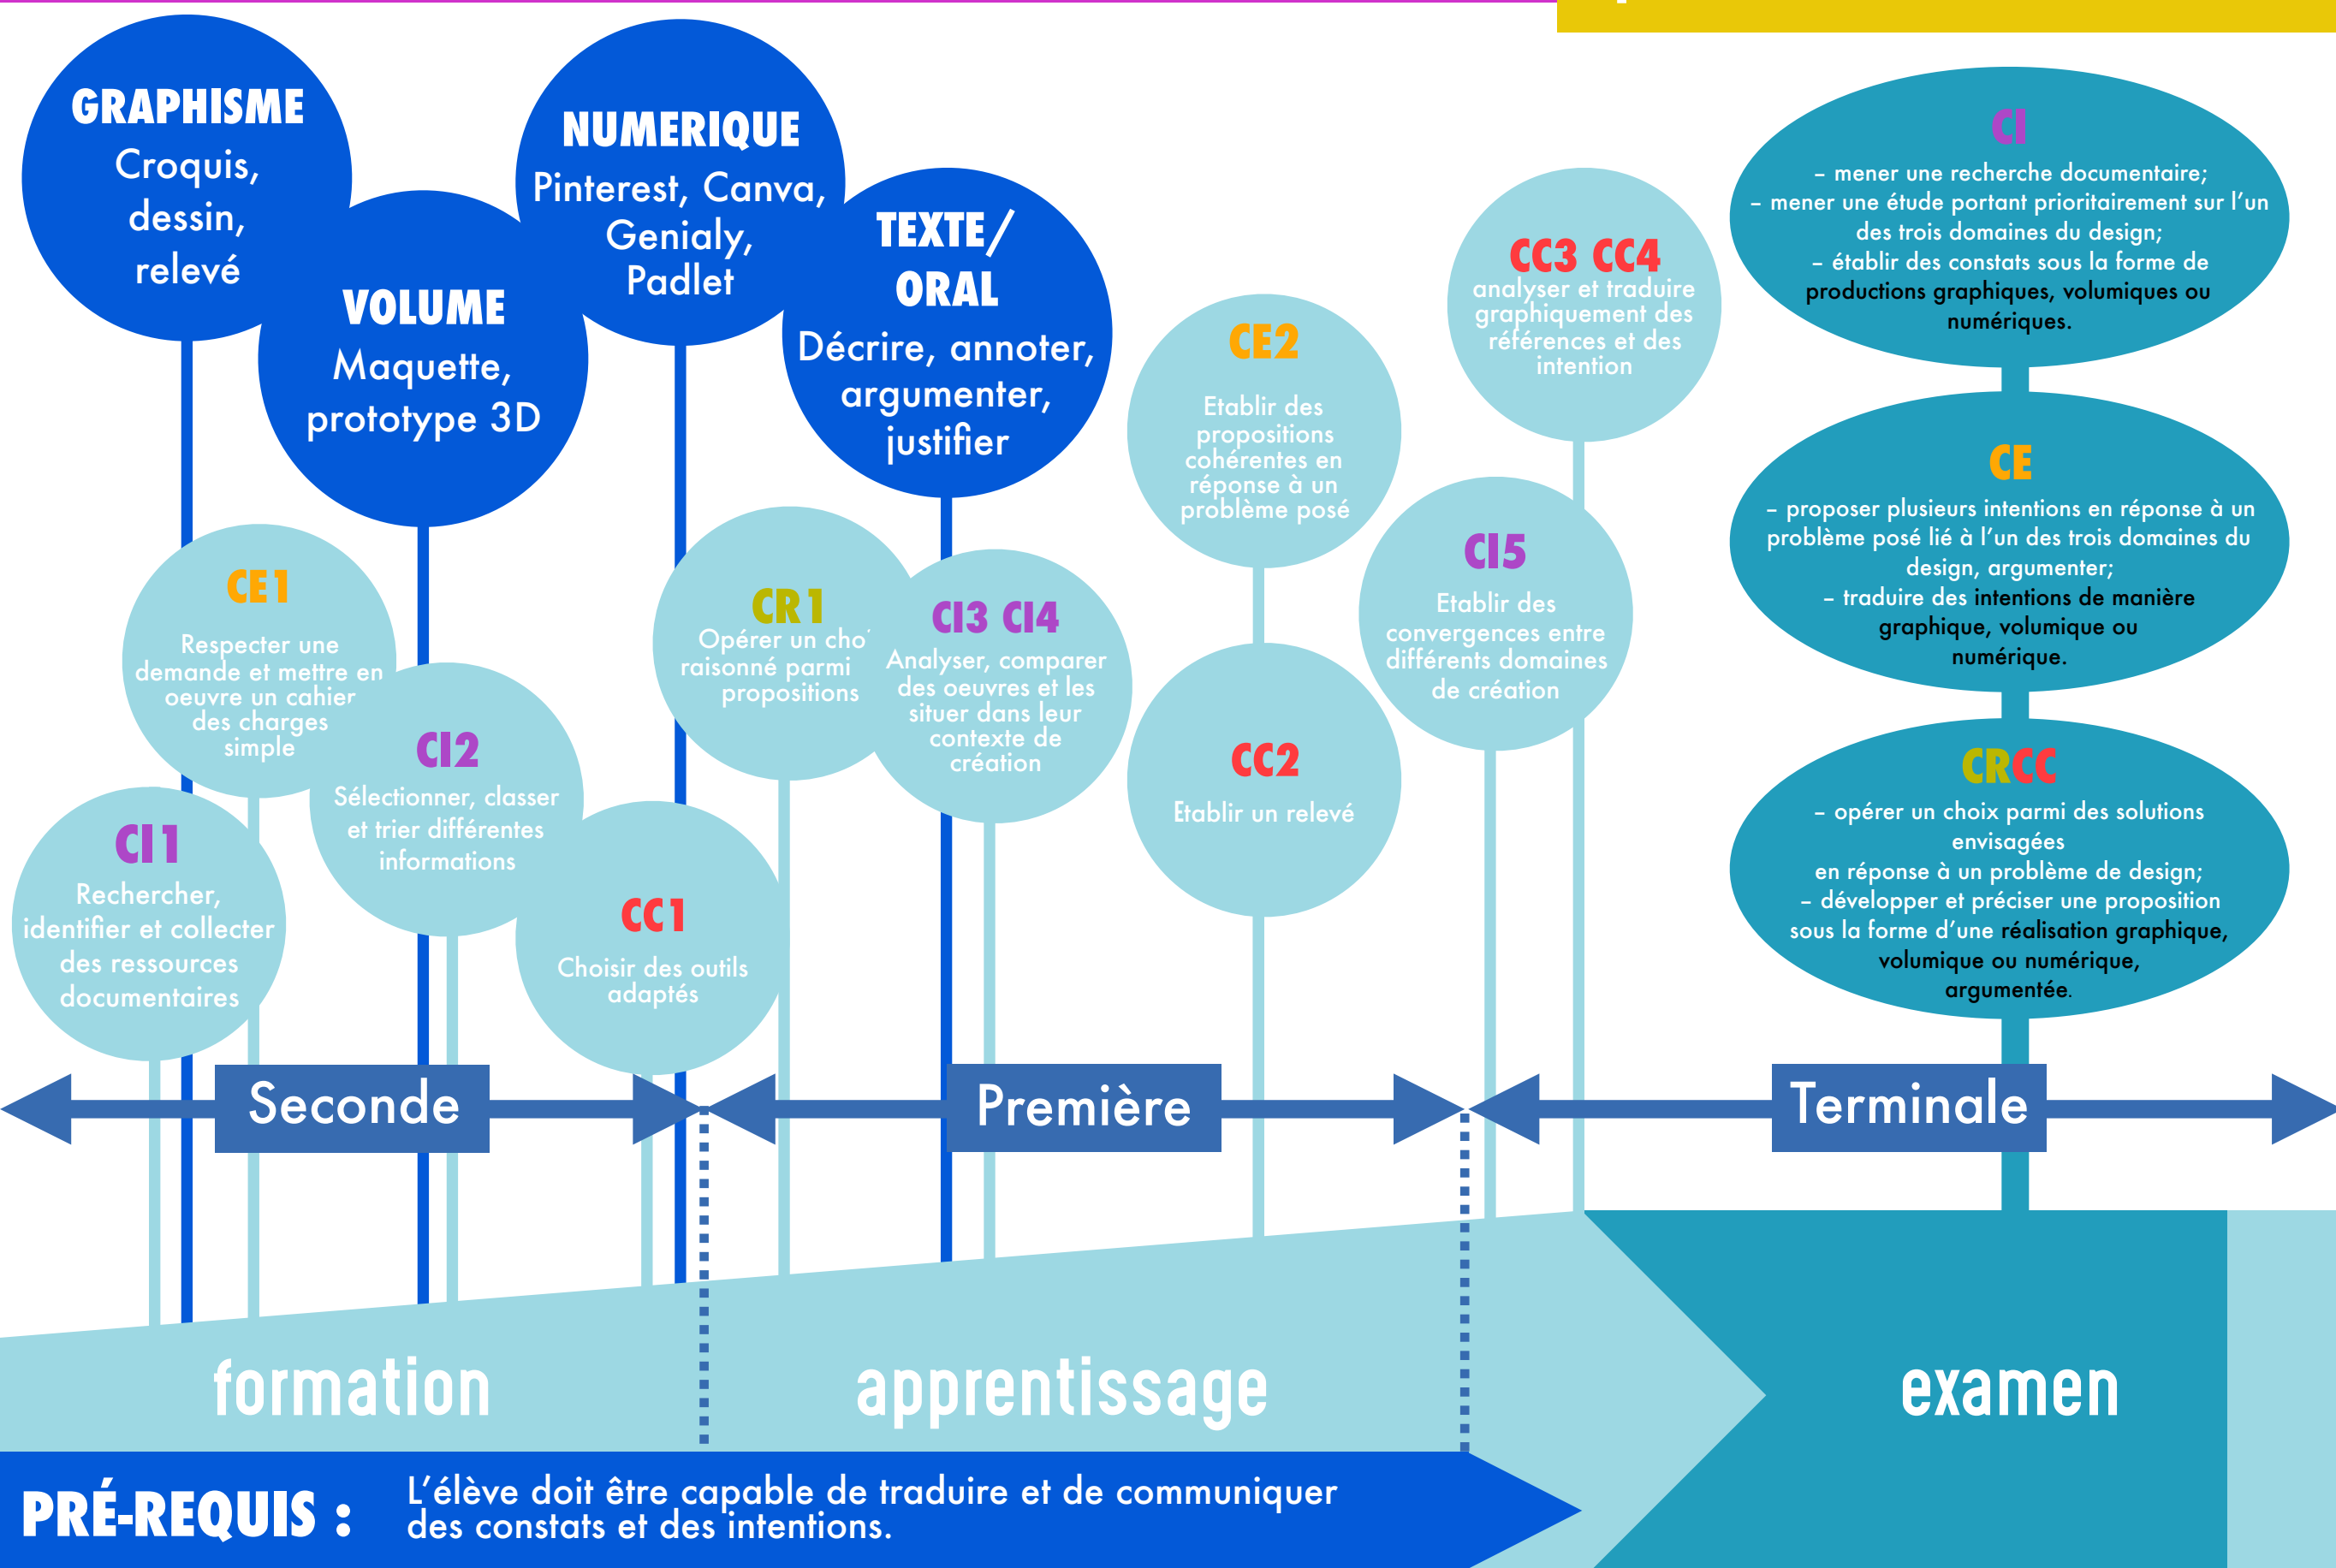 GRAPHISME
Croquis,
dessin,
relevé
VOLUME
Maquette,
prototype 3D
NUMERIQUE
Pinterest, Canva,
Genialy,
Padlet
TEXTE/
ORAL
Décrire, annoter,
argumenter,
justifier
CE1
Respecter une
demande et mettre en
oeuvre un cahier
des charges
simple
CI1
Rechercher,
identifier et collecter
des ressources
documentaires
CI2
Sélectionner, classer
et trier différentes
informations
CC1
Choisir des outils
adaptés
CR1
Opérer un
raisonné parmi
propositions
CI3 CI4
Analyser, comparer
des oeuvres et les
situer dans leur
contexte de
création
CE2
Etablir des
propositions
cohérentes en
réponse à un
problème posé
CC2
Etablir un relevé
CI5
Etablir des
convergences entre
différents domaines
de création
CC3 CC4
analyser et traduire
graphiquement des
références et des
intention
CI
– mener une recherche documentaire;
– mener une étude portant prioritairement sur l’un
des trois domaines du design;
– établir des constats sous la forme de
productions graphiques, volumiques ou
numériques.
CE
– proposer plusieurs intentions en réponse à un
problème posé lié à l’un des trois domaines du
design, argumenter;
– traduire des intentions de manière
graphique, volumique ou
numérique.
CRCC
– opérer un choix parmi des solutions
envisagées
en réponse à un problème de design;
– développer et préciser une proposition
sous la forme d’une réalisation graphique,
volumique ou numérique,
argumentée.
Seconde
Première
Terminale
formation
apprentissage
examen
PRÉ-REQUIS :
L’élève doit être capable de traduire et de communiquer
des constats et des intentions.